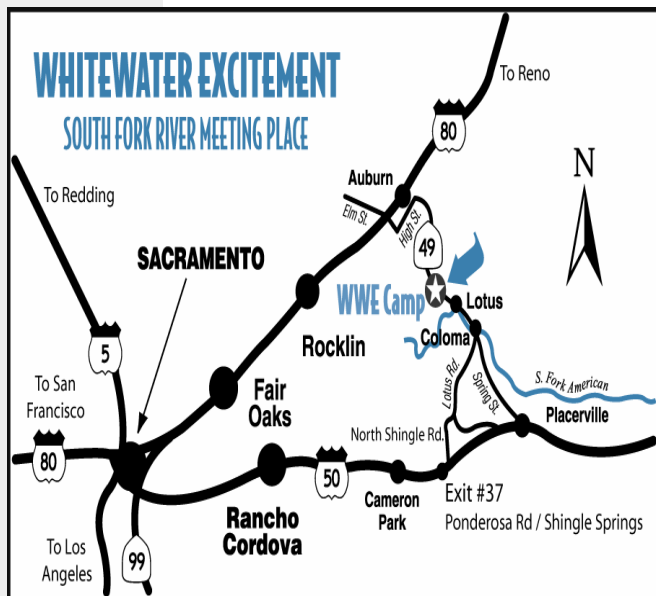 WHITEWATER EXCITEMENT
SOUTH FORK RIVER MEETING PLACE
To Reno
80
Auburn
Elm St.
High St.
N
To Redding
49
SACRAMENTO
WWE Camp
Lotus
Rocklin
Coloma
5
Fair
Oaks
Lotus Rd.
Spring St.
S. Fork American
To San
Francisco
Placerville
North Shingle Rd.
80
50
Cameron
Park
Exit #37
Ponderosa Rd / Shingle Springs
Rancho
Cordova
To Los
Angeles
99